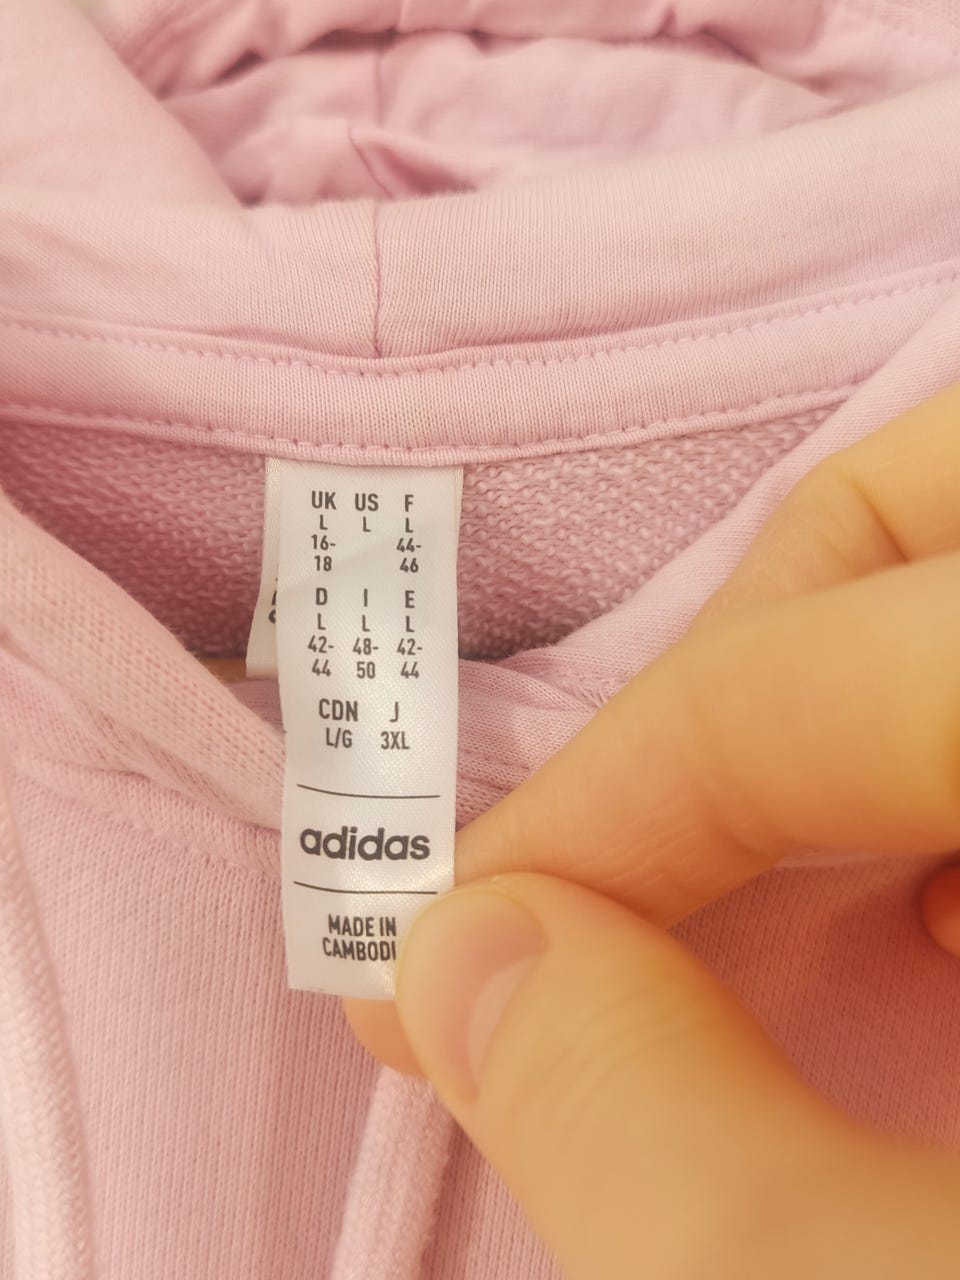 UK US F
L L L
16- 44-
18 46
D I E
L L L
42- 48- 42-
44 50 44
CDN J
L/G 3XL
adidas
MADE IN
CAMBODI